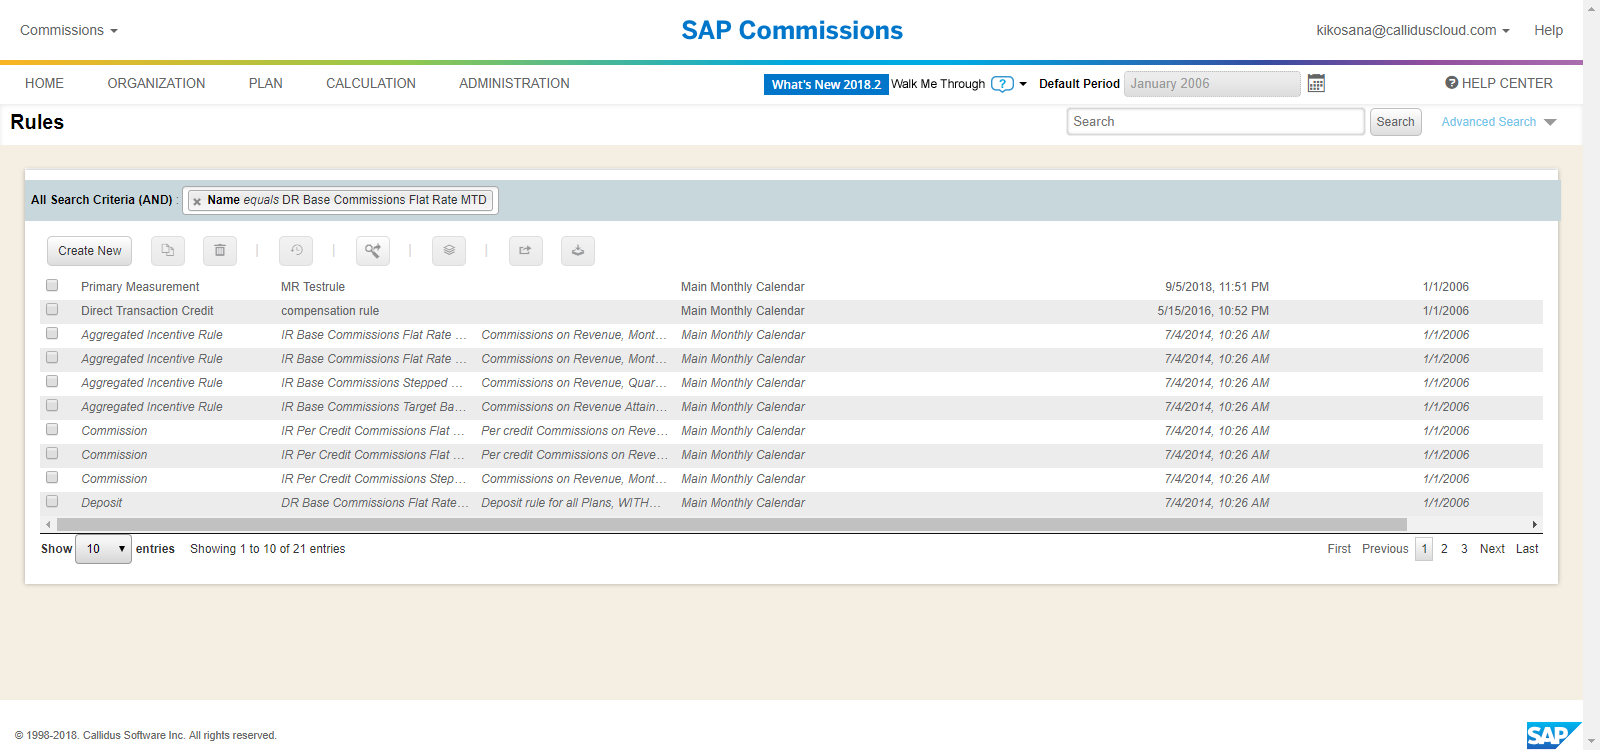 Commissions
SAP Commissions
kikosana@calliduscloud.com
Help
HOME ORGANIZATION PLAN CALCULATION ADMINISTRATION
What's New 2018.2 Walk Me Through ? Default Period January 2006
? HELP CENTER
Rules
Search Search Advanced Search
All Search Criteria (AND) : × Name equals DR Base Commissions Flat Rate MTD
Create New
Primary Measurement MR Testrule Main Monthly Calendar 9/5/2018, 11:51 PM 1/1/2006
Direct Transaction Credit compensation rule Main Monthly Calendar 5/15/2016, 10:52 PM 1/1/2006
Aggregated Incentive Rule IR Base Commissions Flat Rate ... Commissions on Revenue, Mont... Main Monthly Calendar 7/4/2014, 10:26 AM 1/1/2006
Aggregated Incentive Rule IR Base Commissions Flat Rate ... Commissions on Revenue, Mont... Main Monthly Calendar 7/4/2014, 10:26 AM 1/1/2006
Aggregated Incentive Rule IR Base Commissions Stepped ... Commissions on Revenue, Quar... Main Monthly Calendar 7/4/2014, 10:26 AM 1/1/2006
Aggregated Incentive Rule IR Base Commissions Target Ba... Commissions on Revenue Attain... Main Monthly Calendar 7/4/2014, 10:26 AM 1/1/2006
Commission IR Per Credit Commissions Flat ... Per credit Commissions on Reve... Main Monthly Calendar 7/4/2014, 10:26 AM 1/1/2006
Commission IR Per Credit Commissions Flat ... Per credit Commissions on Reve... Main Monthly Calendar 7/4/2014, 10:26 AM 1/1/2006
Commission IR Per Credit Commissions Step... Commissions on Revenue, Mont... Main Monthly Calendar 7/4/2014, 10:26 AM 1/1/2006
Deposit DR Base Commissions Flat Rate... Deposit rule for all Plans, WITH... Main Monthly Calendar 7/4/2014, 10:26 AM 1/1/2006
Show 10 entries Showing 1 to 10 of 21 entries First Previous 1 2 3 Next Last
© 1998-2018. Callidus Software Inc. All rights reserved.
SAP